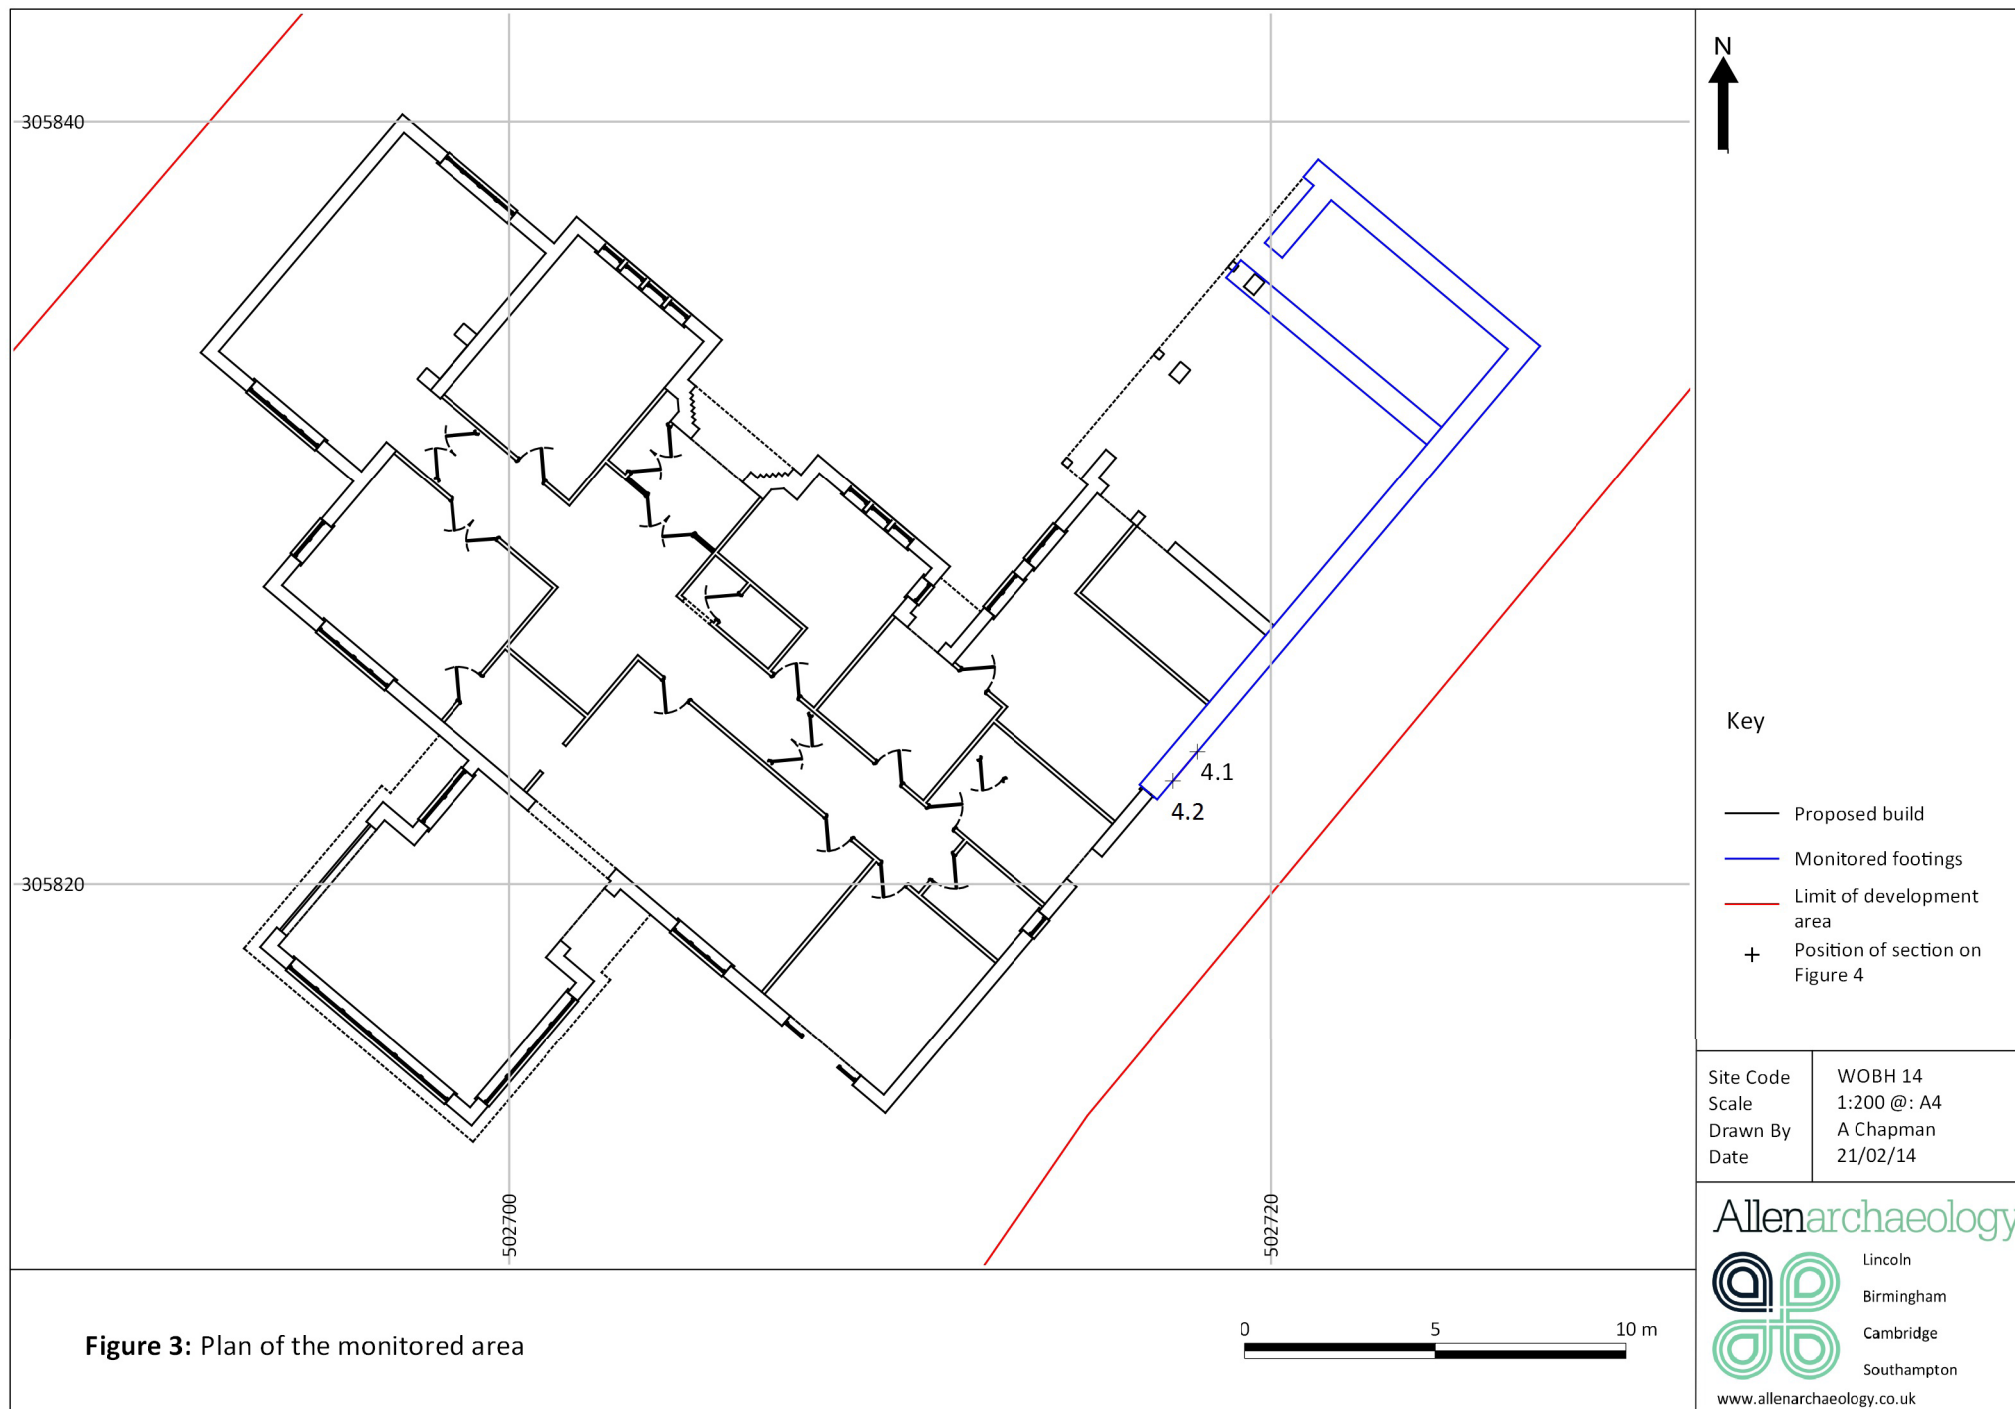 N
305840
305820
502700
502720
4.1
4.2
Key
Proposed build
Monitored footings
Limit of development
area
Position of section on
Figure 4
Site Code WOBH 14
Scale 1:200 @: A4
Drawn By A Chapman
Date 21/02/14
Allenarchaeology
Lincoln
Birmingham
Cambridge
Southampton
www.allenarchaeology.co.uk
Figure 3: Plan of the monitored area
0 5 10 m